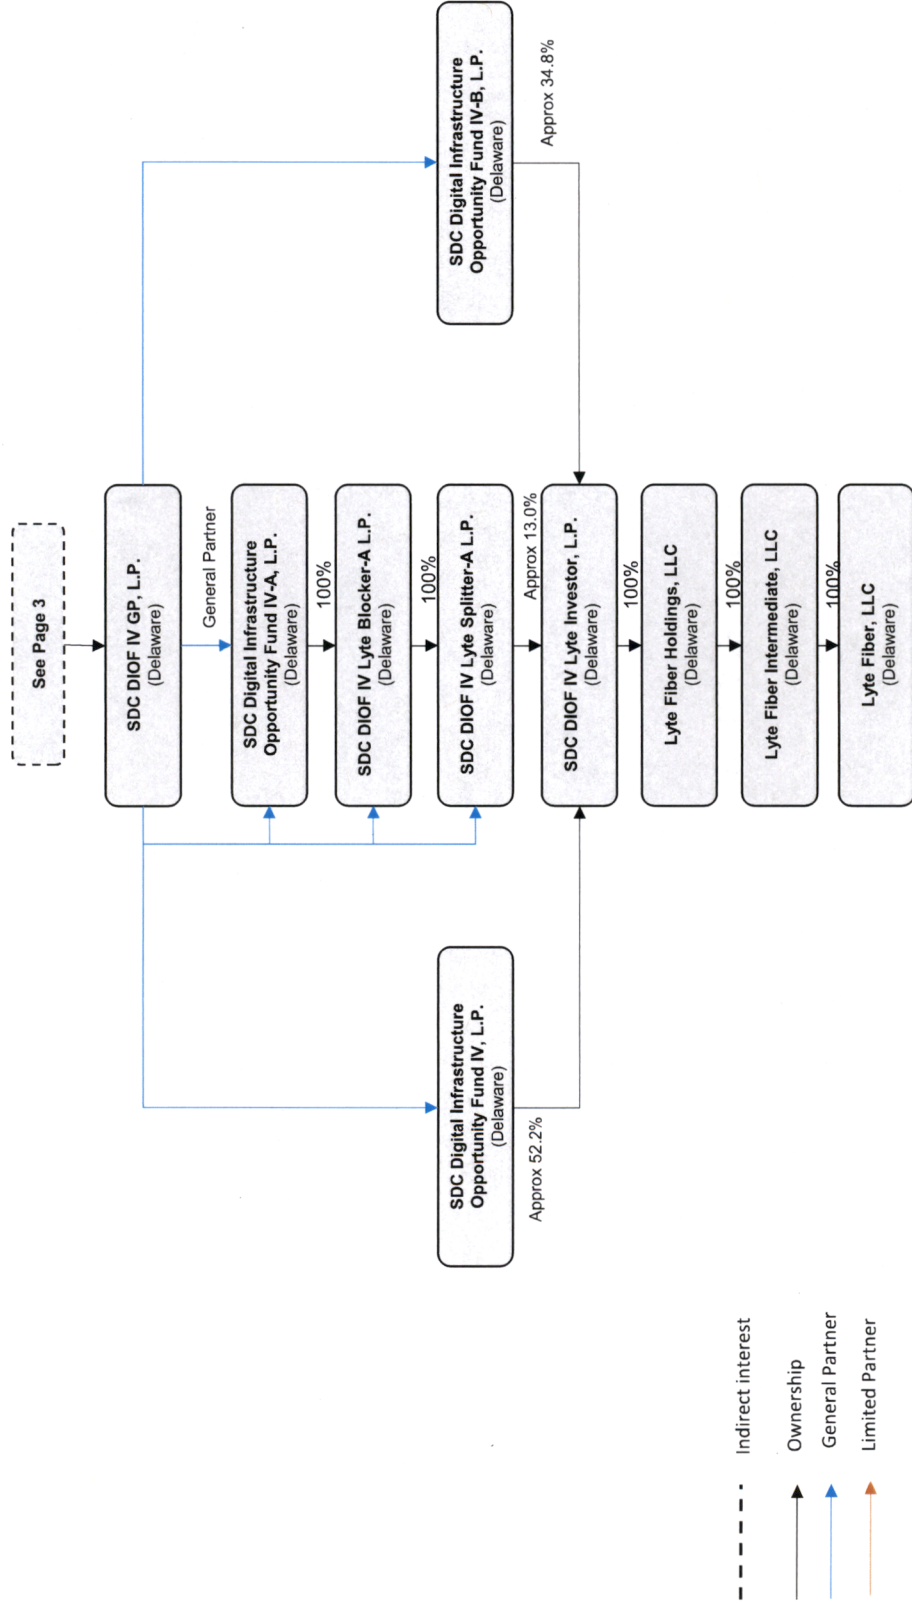 See Page 3
SDC DIOF IV GP, L.P.
(Delaware)
General Partner
SDC Digital Infrastructure
Opportunity Fund IV-A, L.P.
(Delaware)
100%
SDC DIOF IV Lyte Blocker-A L.P.
(Delaware)
100%
SDC Digital Infrastructure
Opportunity Fund IV, L.P.
(Delaware)
SDC DIOF IV Lyte Splitter-A L.P.
(Delaware)
SDC Digital Infrastructure
Opportunity Fund IV-B, L.P.
(Delaware)
Approx 52.2%
Approx 13.0%
Approx 34.8%
SDC DIOF IV Lyte Investor, L.P.
(Delaware)
100%
Lyte Fiber Holdings, LLC
(Delaware)
100%
Lyte Fiber Intermediate, LLC
(Delaware)
100%
Lyte Fiber, LLC
(Delaware)
Indirect interest
Ownership
General Partner
Limited Partner